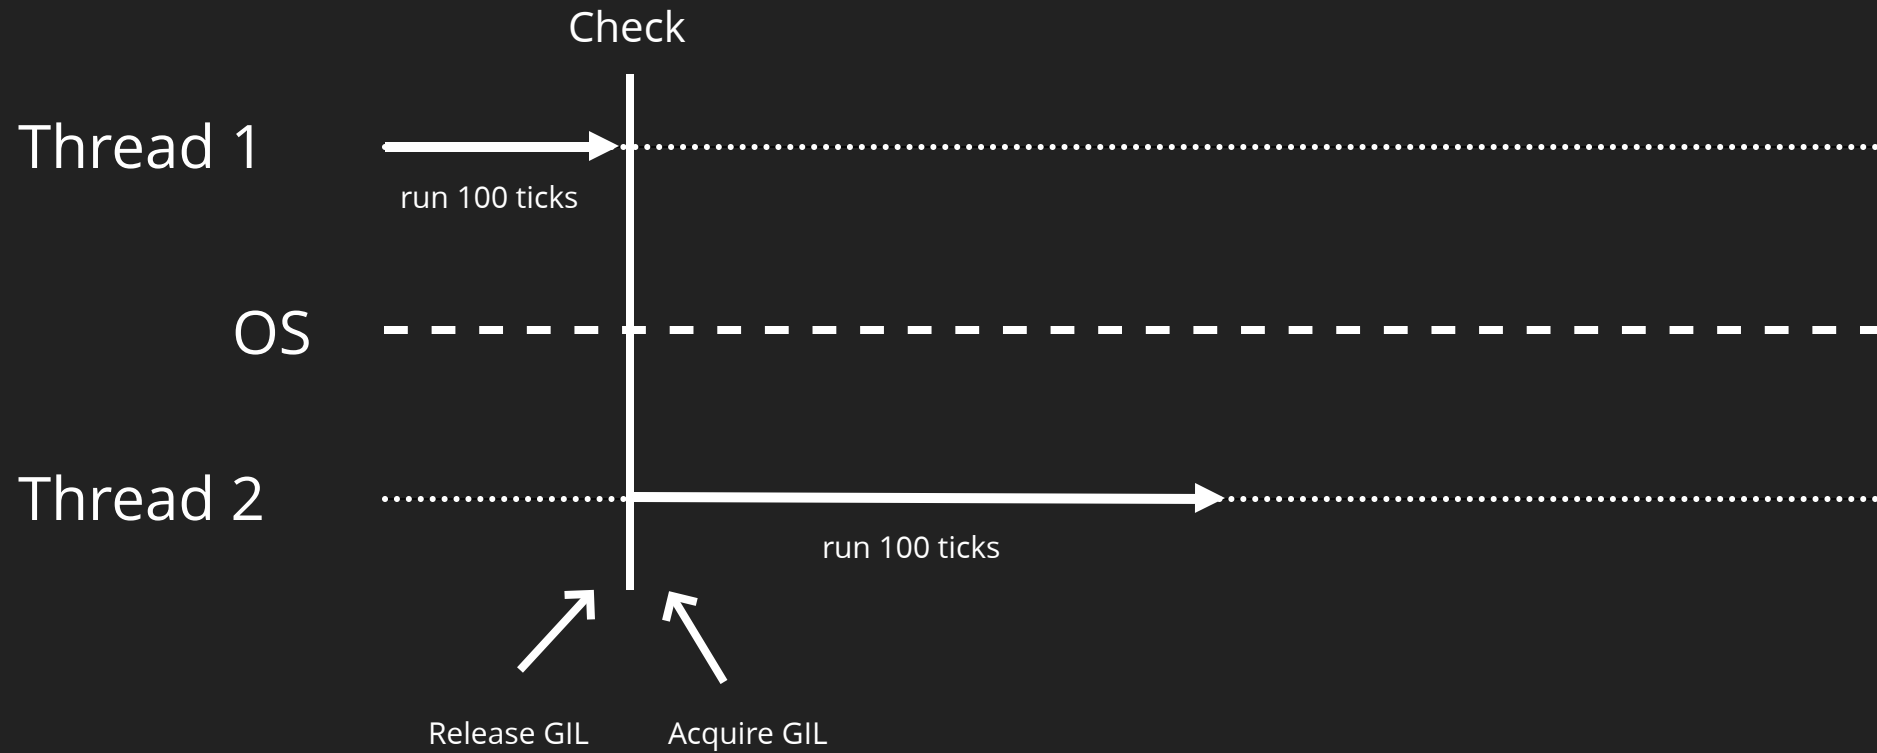 Check
Thread 1
run 100 ticks
OS
Thread 2
run 100 ticks
Release GIL
Acquire GIL